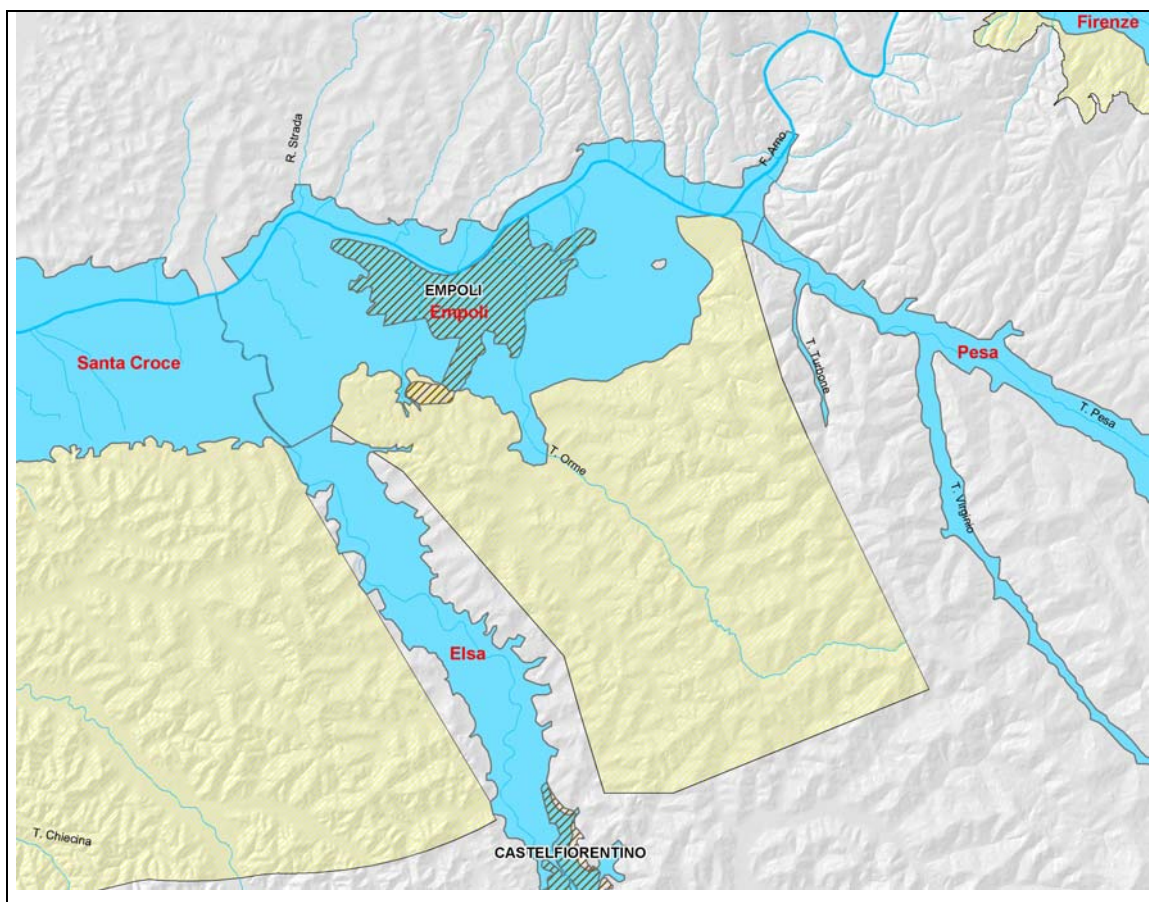 Firenze
R. Strada
F. Arno
EMPOLI
Empoli
Santa Croce
Pesa
T. Turbone
T. Pesa
T. Orme
T. Virginio
Elsa
T. Chiecina
CASTELFIORENTINO